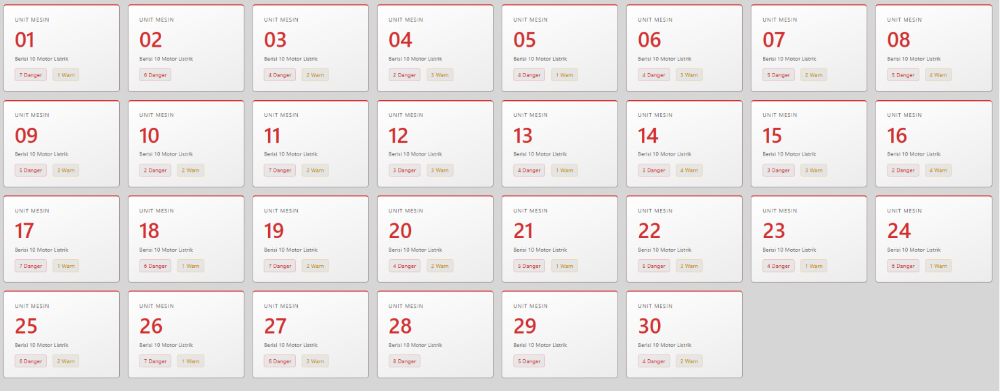 UNIT MESIN UNIT MESIN UNIT MESIN UNIT MESIN UNIT MESIN UNIT MESIN UNIT MESIN UNIT MESIN
01 02 03 04 05 06 07 08
Berisi 10 Motor Listrik Berisi 10 Motor Listrik Berisi 10 Motor Listrik Berisi 10 Motor Listrik Berisi 10 Motor Listrik Berisi 10 Motor Listrik Berisi 10 Motor Listrik Berisi 10 Motor Listrik
7 Danger 1 Warn 6 Danger 4 Danger 2 Warn 2 Danger 3 Warn 4 Danger 1 Warn 4 Danger 3 Warn 5 Danger 2 Warn 5 Danger 4 Warn
UNIT MESIN UNIT MESIN UNIT MESIN UNIT MESIN UNIT MESIN UNIT MESIN UNIT MESIN UNIT MESIN
09 10 11 12 13 14 15 16
Berisi 10 Motor Listrik Berisi 10 Motor Listrik Berisi 10 Motor Listrik Berisi 10 Motor Listrik Berisi 10 Motor Listrik Berisi 10 Motor Listrik Berisi 10 Motor Listrik Berisi 10 Motor Listrik
5 Danger 3 Warn 2 Danger 2 Warn 7 Danger 2 Warn 3 Danger 3 Warn 4 Danger 1 Warn 3 Danger 4 Warn 3 Danger 3 Warn 2 Danger 4 Warn
UNIT MESIN UNIT MESIN UNIT MESIN UNIT MESIN UNIT MESIN UNIT MESIN UNIT MESIN UNIT MESIN
17 18 19 20 21 22 23 24
Berisi 10 Motor Listrik Berisi 10 Motor Listrik Berisi 10 Motor Listrik Berisi 10 Motor Listrik Berisi 10 Motor Listrik Berisi 10 Motor Listrik Berisi 10 Motor Listrik Berisi 10 Motor Listrik
7 Danger 1 Warn 6 Danger 1 Warn 7 Danger 2 Warn 4 Danger 2 Warn 5 Danger 1 Warn 5 Danger 3 Warn 4 Danger 1 Warn 6 Danger 1 Warn
UNIT MESIN UNIT MESIN UNIT MESIN UNIT MESIN UNIT MESIN UNIT MESIN
25 26 27 28 29 30
Berisi 10 Motor Listrik Berisi 10 Motor Listrik Berisi 10 Motor Listrik Berisi 10 Motor Listrik Berisi 10 Motor Listrik Berisi 10 Motor Listrik
6 Danger 2 Warn 7 Danger 1 Warn 6 Danger 2 Warn 8 Danger 5 Danger 4 Danger 2 Warn